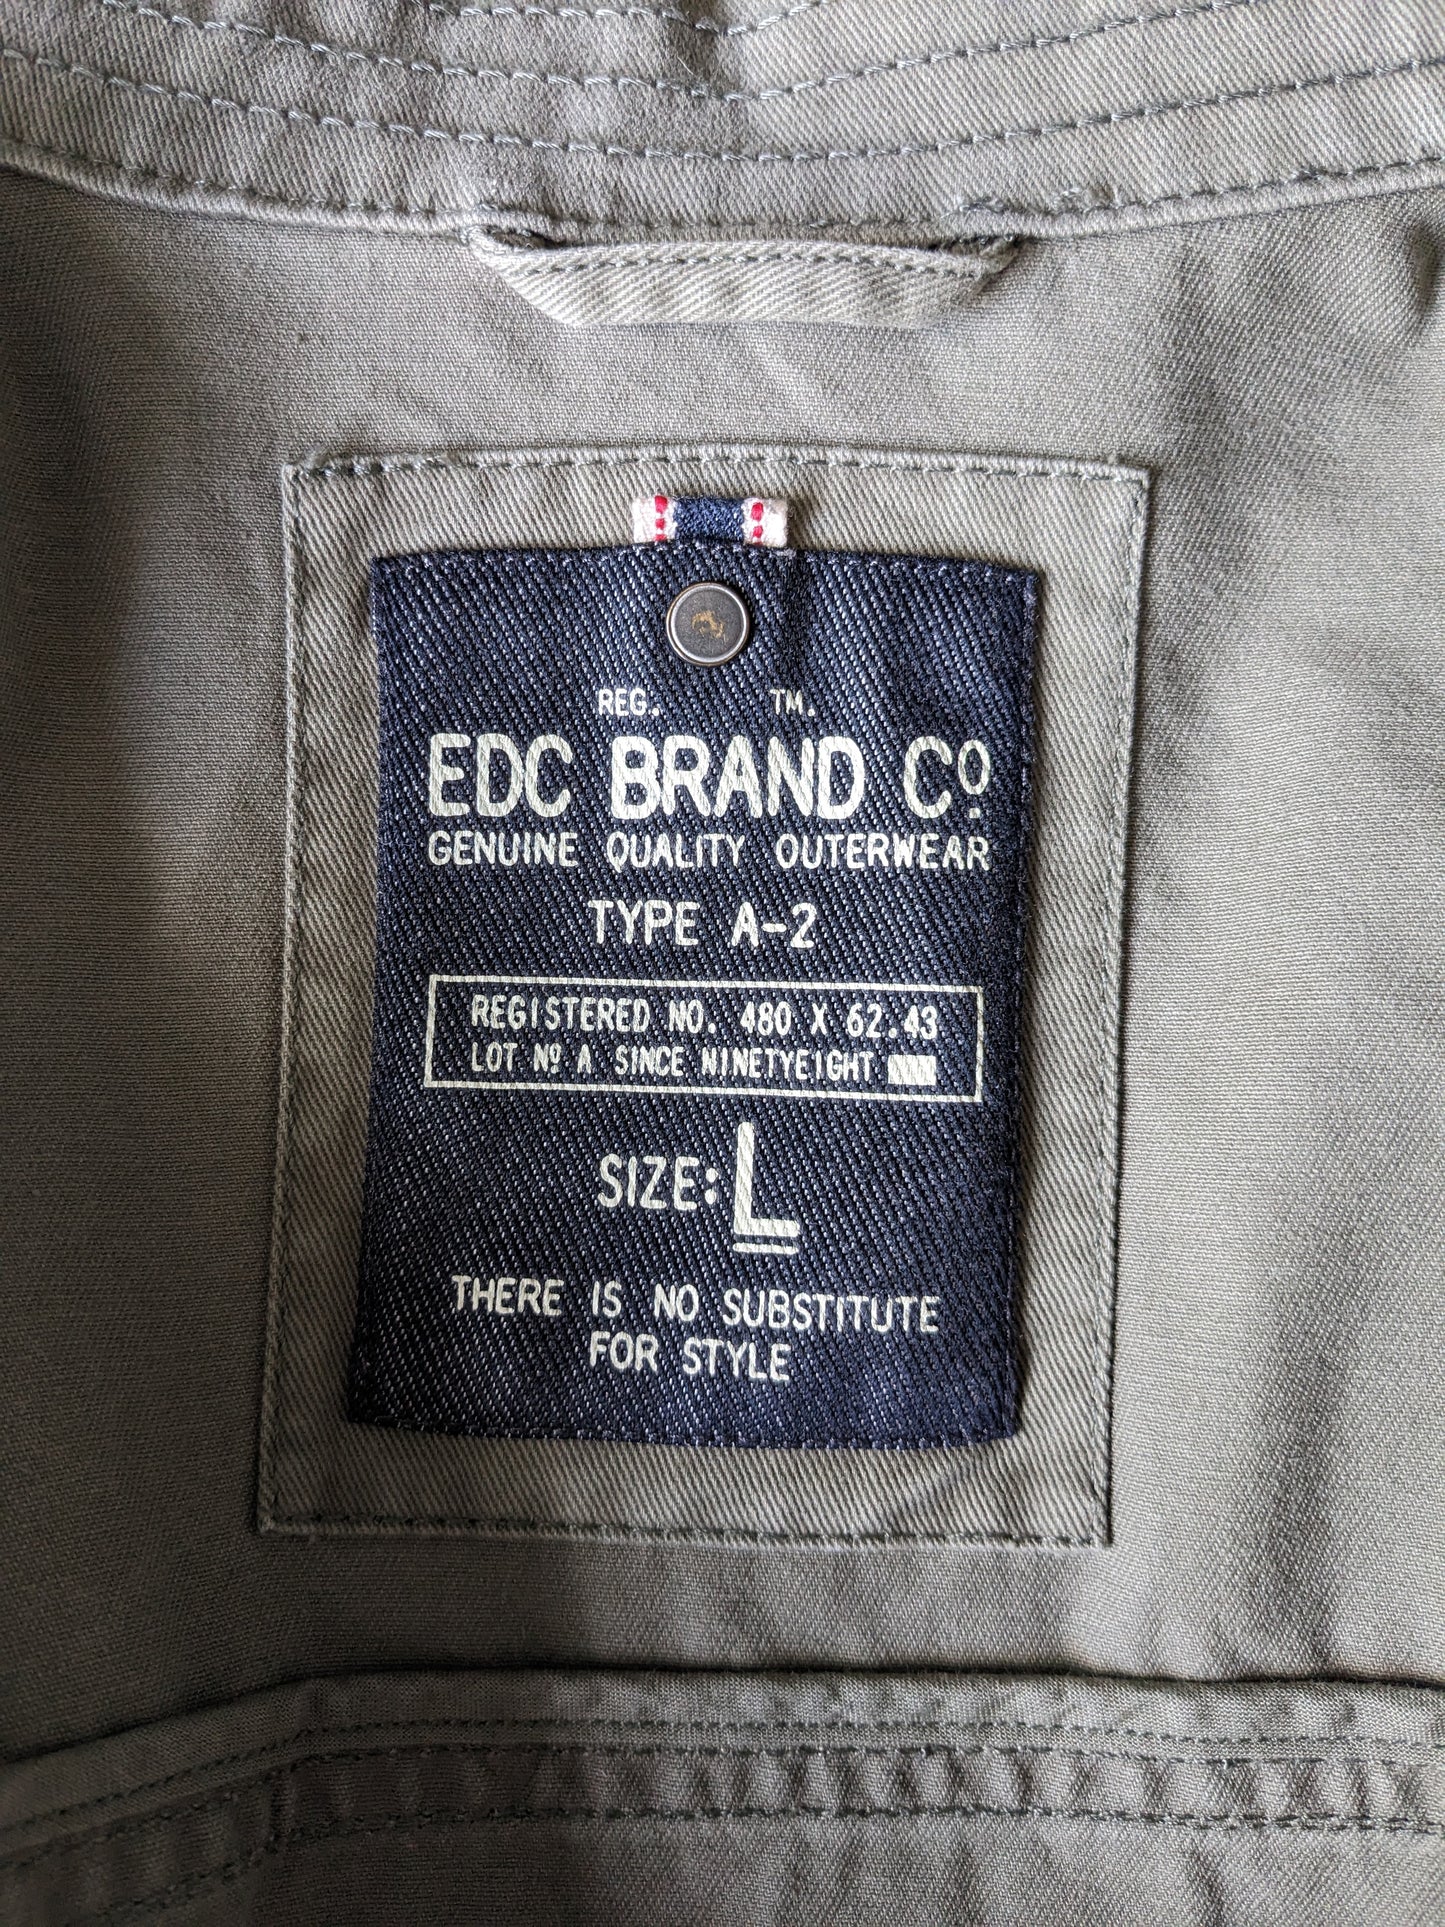 REG. TM.
EDC BRAND Cº
GENUINE QUALITY OUTERWEAR
TYPE A-2
REGISTERED NO. 480 X 62.43
LOT Nº A SINCE NINETYEIGHT
SIZE: L
THERE IS NO SUBSTITUTE
FOR STYLE